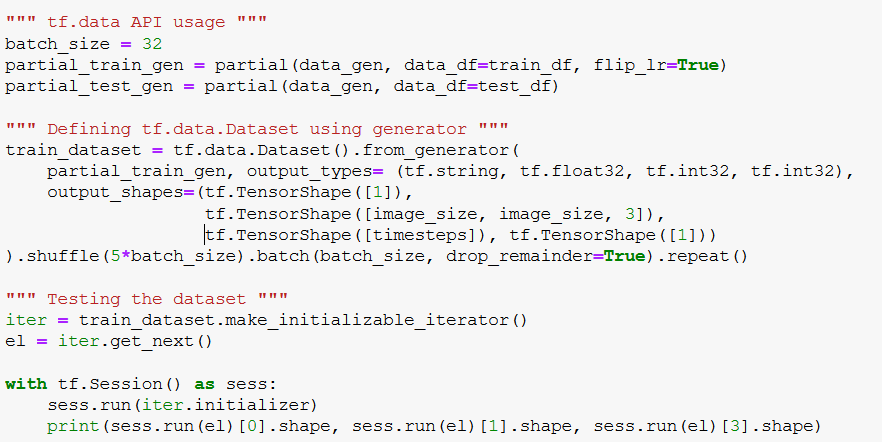 """ tf.data API usage """
batch_size = 32
partial_train_gen = partial(data_gen, data_df=train_df, flip_lr=True)
partial_test_gen = partial(data_gen, data_df=test_df)

""" Defining tf.data.Dataset using generator """
train_dataset = tf.data.Dataset().from_generator(
    partial_train_gen, output_types= (tf.string, tf.float32, tf.int32, tf.int32),
    output_shapes=(tf.TensorShape([1]),
                   tf.TensorShape([image_size, image_size, 3]),
                   tf.TensorShape([timesteps]), tf.TensorShape([1]))
).shuffle(5*batch_size).batch(batch_size, drop_remainder=True).repeat()

""" Testing the dataset """
iter = train_dataset.make_initializable_iterator()
el = iter.get_next()

with tf.Session() as sess:
    sess.run(iter.initializer)
    print(sess.run(el)[0].shape, sess.run(el)[1].shape, sess.run(el)[3].shape)